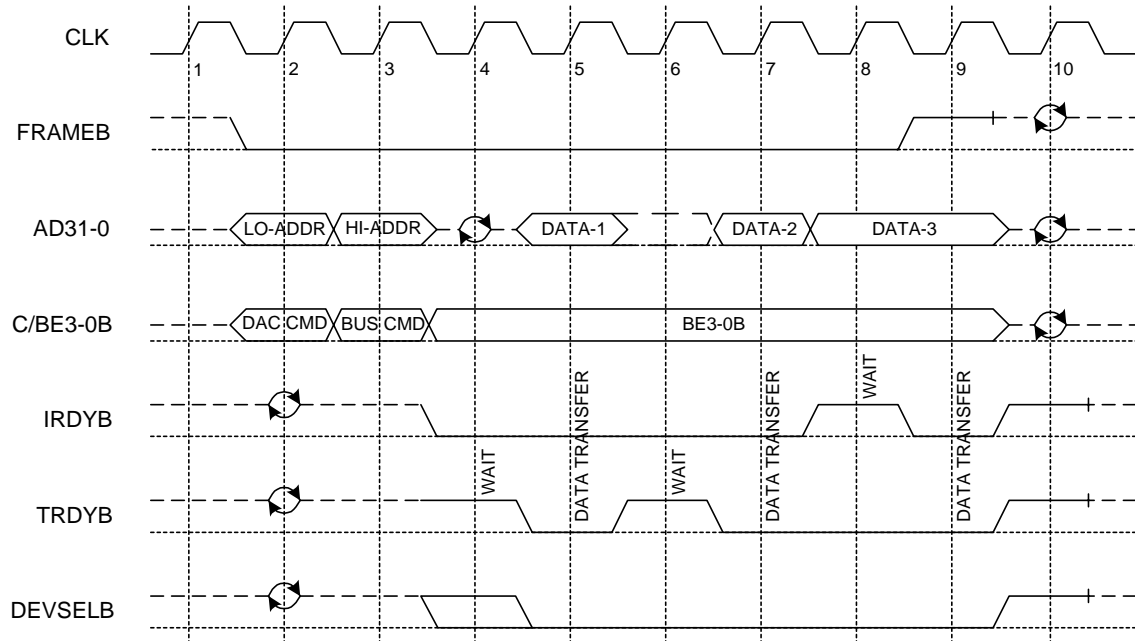 CLK
1 2 3 4 5 6 7 8 9 10
FRAMEB
AD31-0 LO-ADDR HI-ADDR DATA-1 DATA-2 DATA-3
C/BE3-0B DAC CMD BUS CMD BE3-0B
IRDYB DATA TRANSFER DATA TRANSFER WAIT DATA TRANSFER
TRDYB WAIT WAIT
DEVSELB